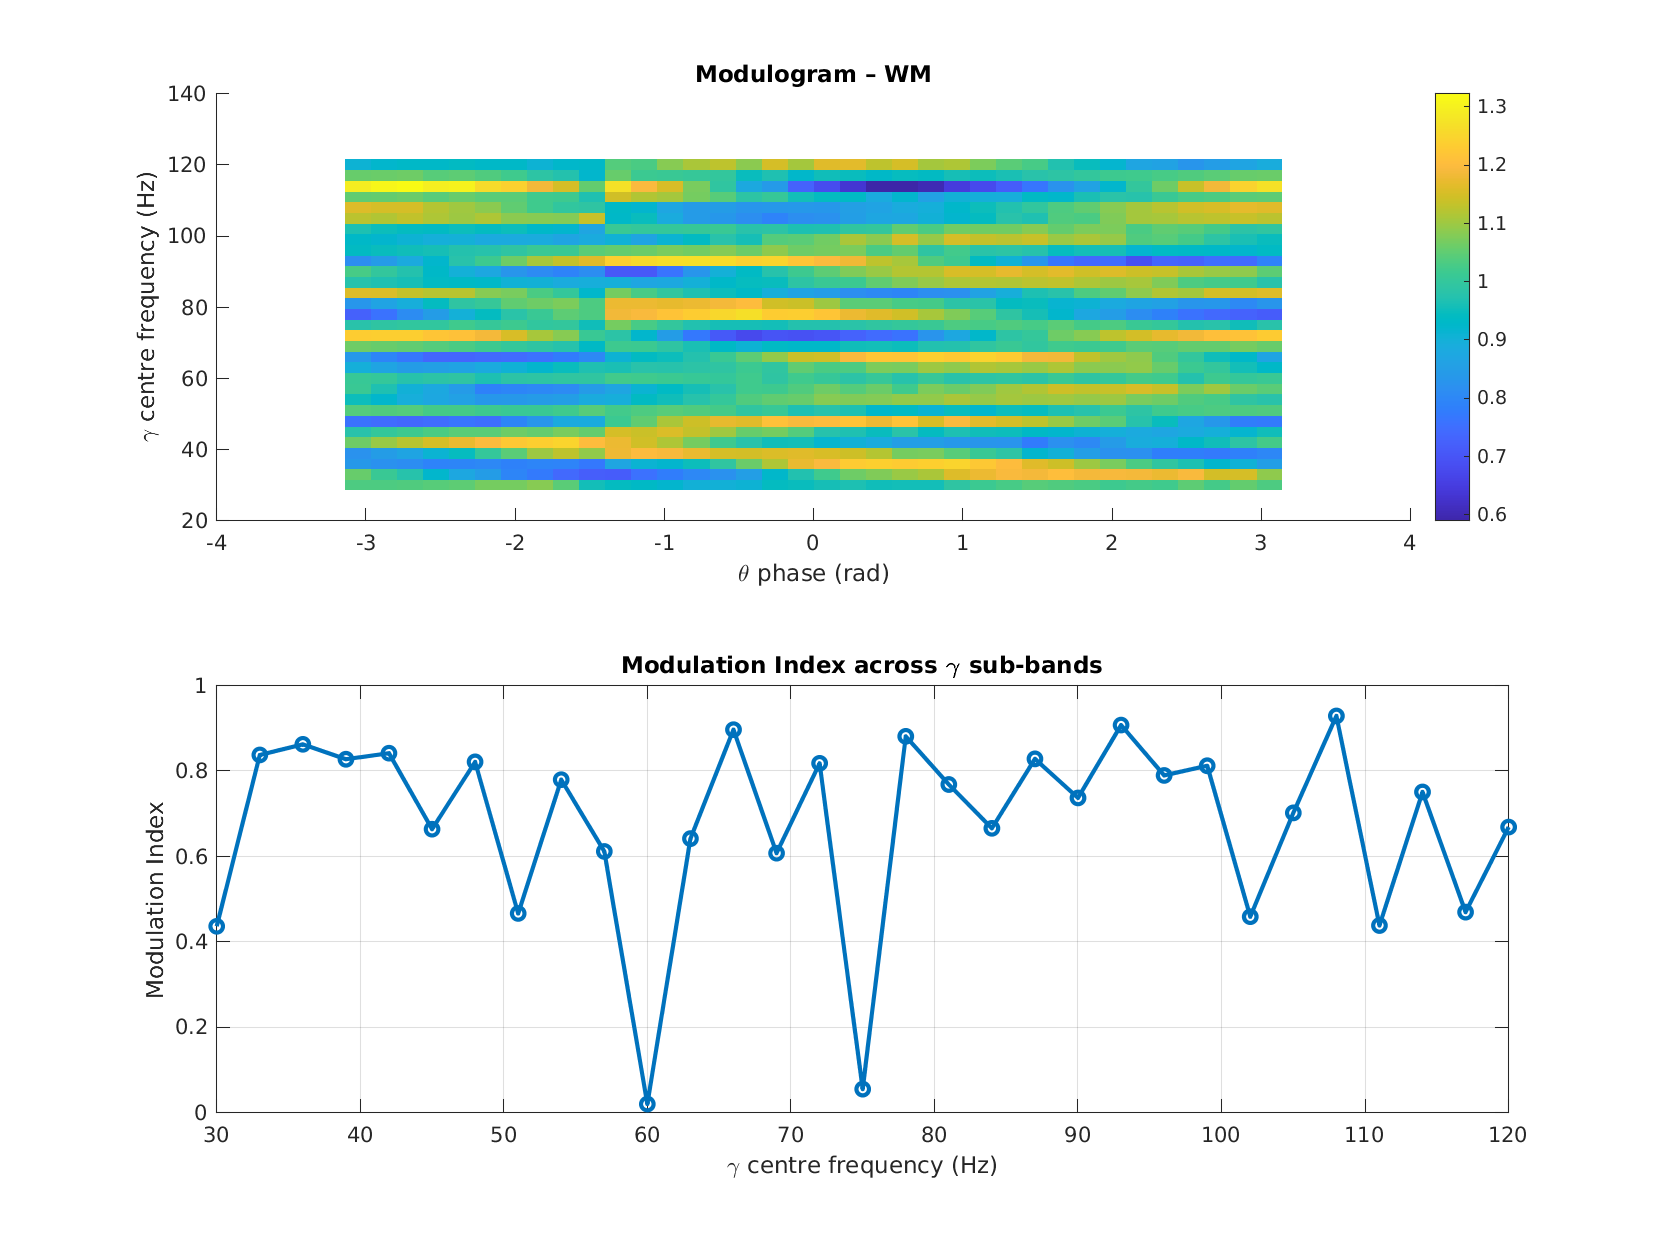 Modulogram – WM
γ centre frequency (Hz)
140
120
100
80
60
40
20
-4 -3 -2 -1 0 1 2 3 4
θ phase (rad)
1.3
1.2
1.1
1
0.9
0.8
0.7
0.6
Modulation Index across γ sub-bands
Modulation Index
1
0.8
0.6
0.4
0.2
0
30 40 50 60 70 80 90 100 110 120
γ centre frequency (Hz)